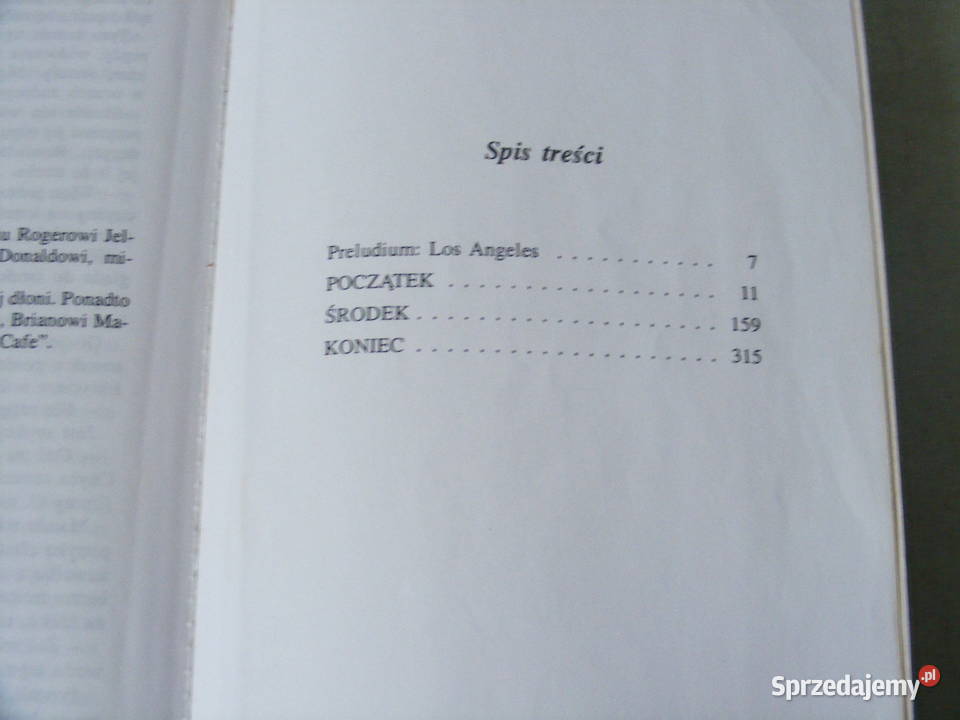 u Rogerowi Jel-
Donaldowi, mi-
j dłoni. Ponadto
, Brianowi Ma-
Cafe”.
Spis treści
Preludium: Los Angeles . . . . . . . . . . . . 7
POCZĄTEK . . . . . . . . . . . . . . . . . . 11
ŚRODEK . . . . . . . . . . . . . . . . . . . . 159
KONIEC . . . . . . . . . . . . . . . . . . . . 315
Sprzedajemy.pl